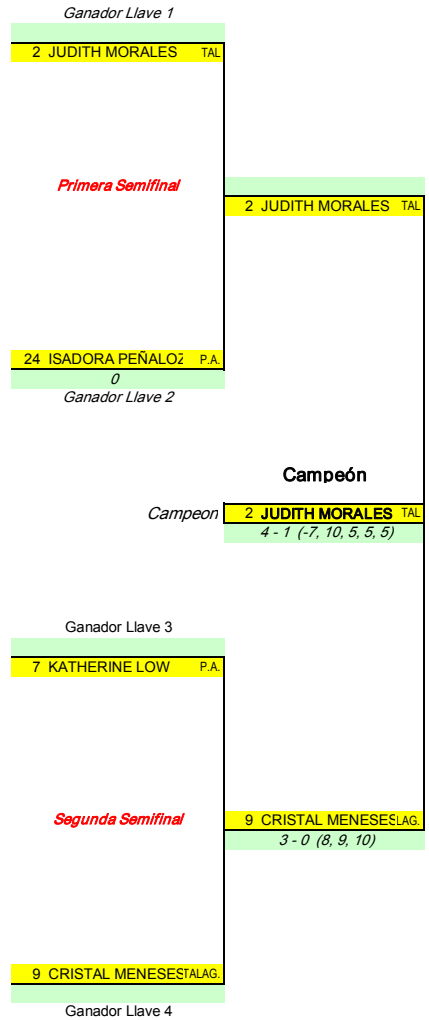 Ganador Llave 1
2 JUDITH MORALES TAL
Primera Semifinal
2 JUDITH MORALES TAL
24 ISADORA PEÑALOZ P.A.
0
Ganador Llave 2
Campeón
Campeon 2 JUDITH MORALES TAL
4 - 1 (-7, 10, 5, 5, 5)
Ganador Llave 3
7 KATHERINE LOW P.A.
Segunda Semifinal
9 CRISTAL MENESES LAG.
3 - 0 (8, 9, 10)
9 CRISTAL MENESES TALAG.
Ganador Llave 4